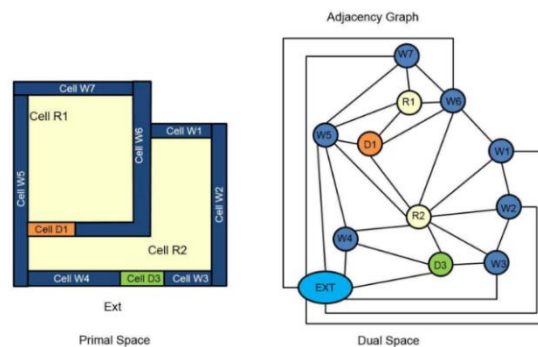 Adjacency Graph
Cell W7
Cell R1
Cell W6
Cell W1
Cell W5
Cell W2
Cell D1
Cell R2
Cell W4
Cell D3
Cell W3
Ext
Primal Space
W7
R1
W6
W5
D1
W1
R2
W2
W4
D3
W3
EXT
Dual Space